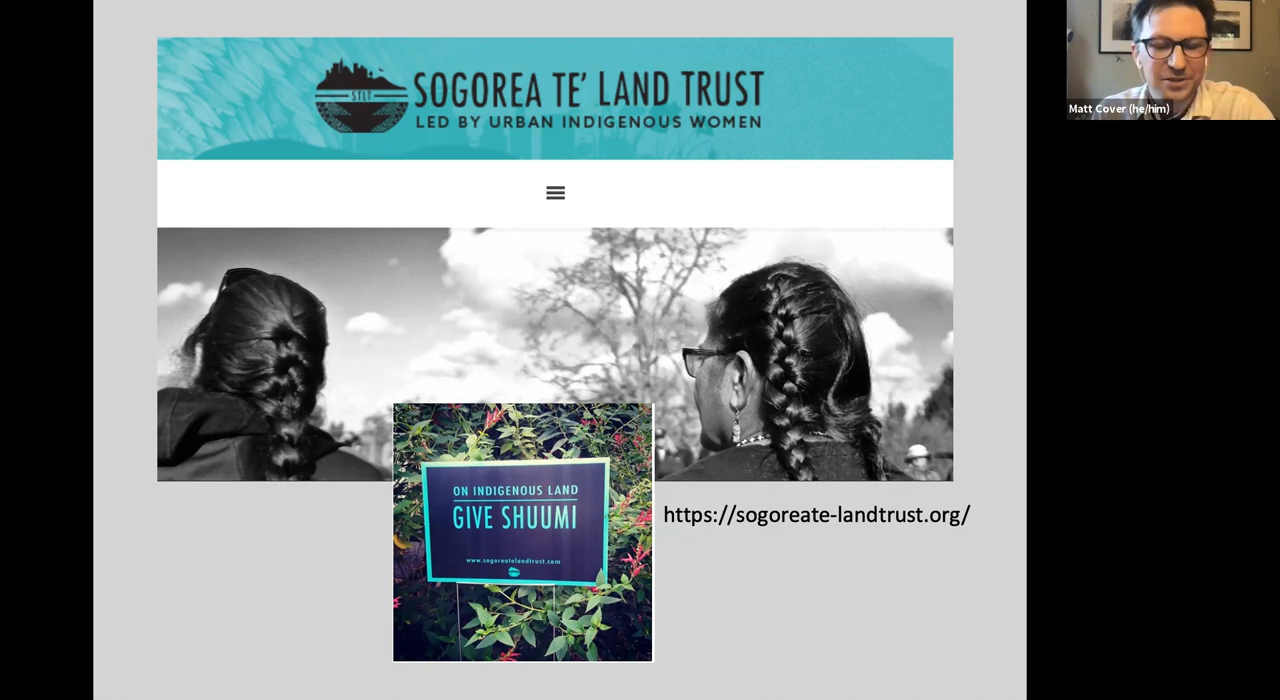 STLT
SOGOREA TE' LAND TRUST
LED BY URBAN INDIGENOUS WOMEN
Matt Cover (he/him)
ON INDIGENOUS LAND
GIVE SHUUMI
www.sogoreatelandtrust.com
https://sogoreate-landtrust.org/